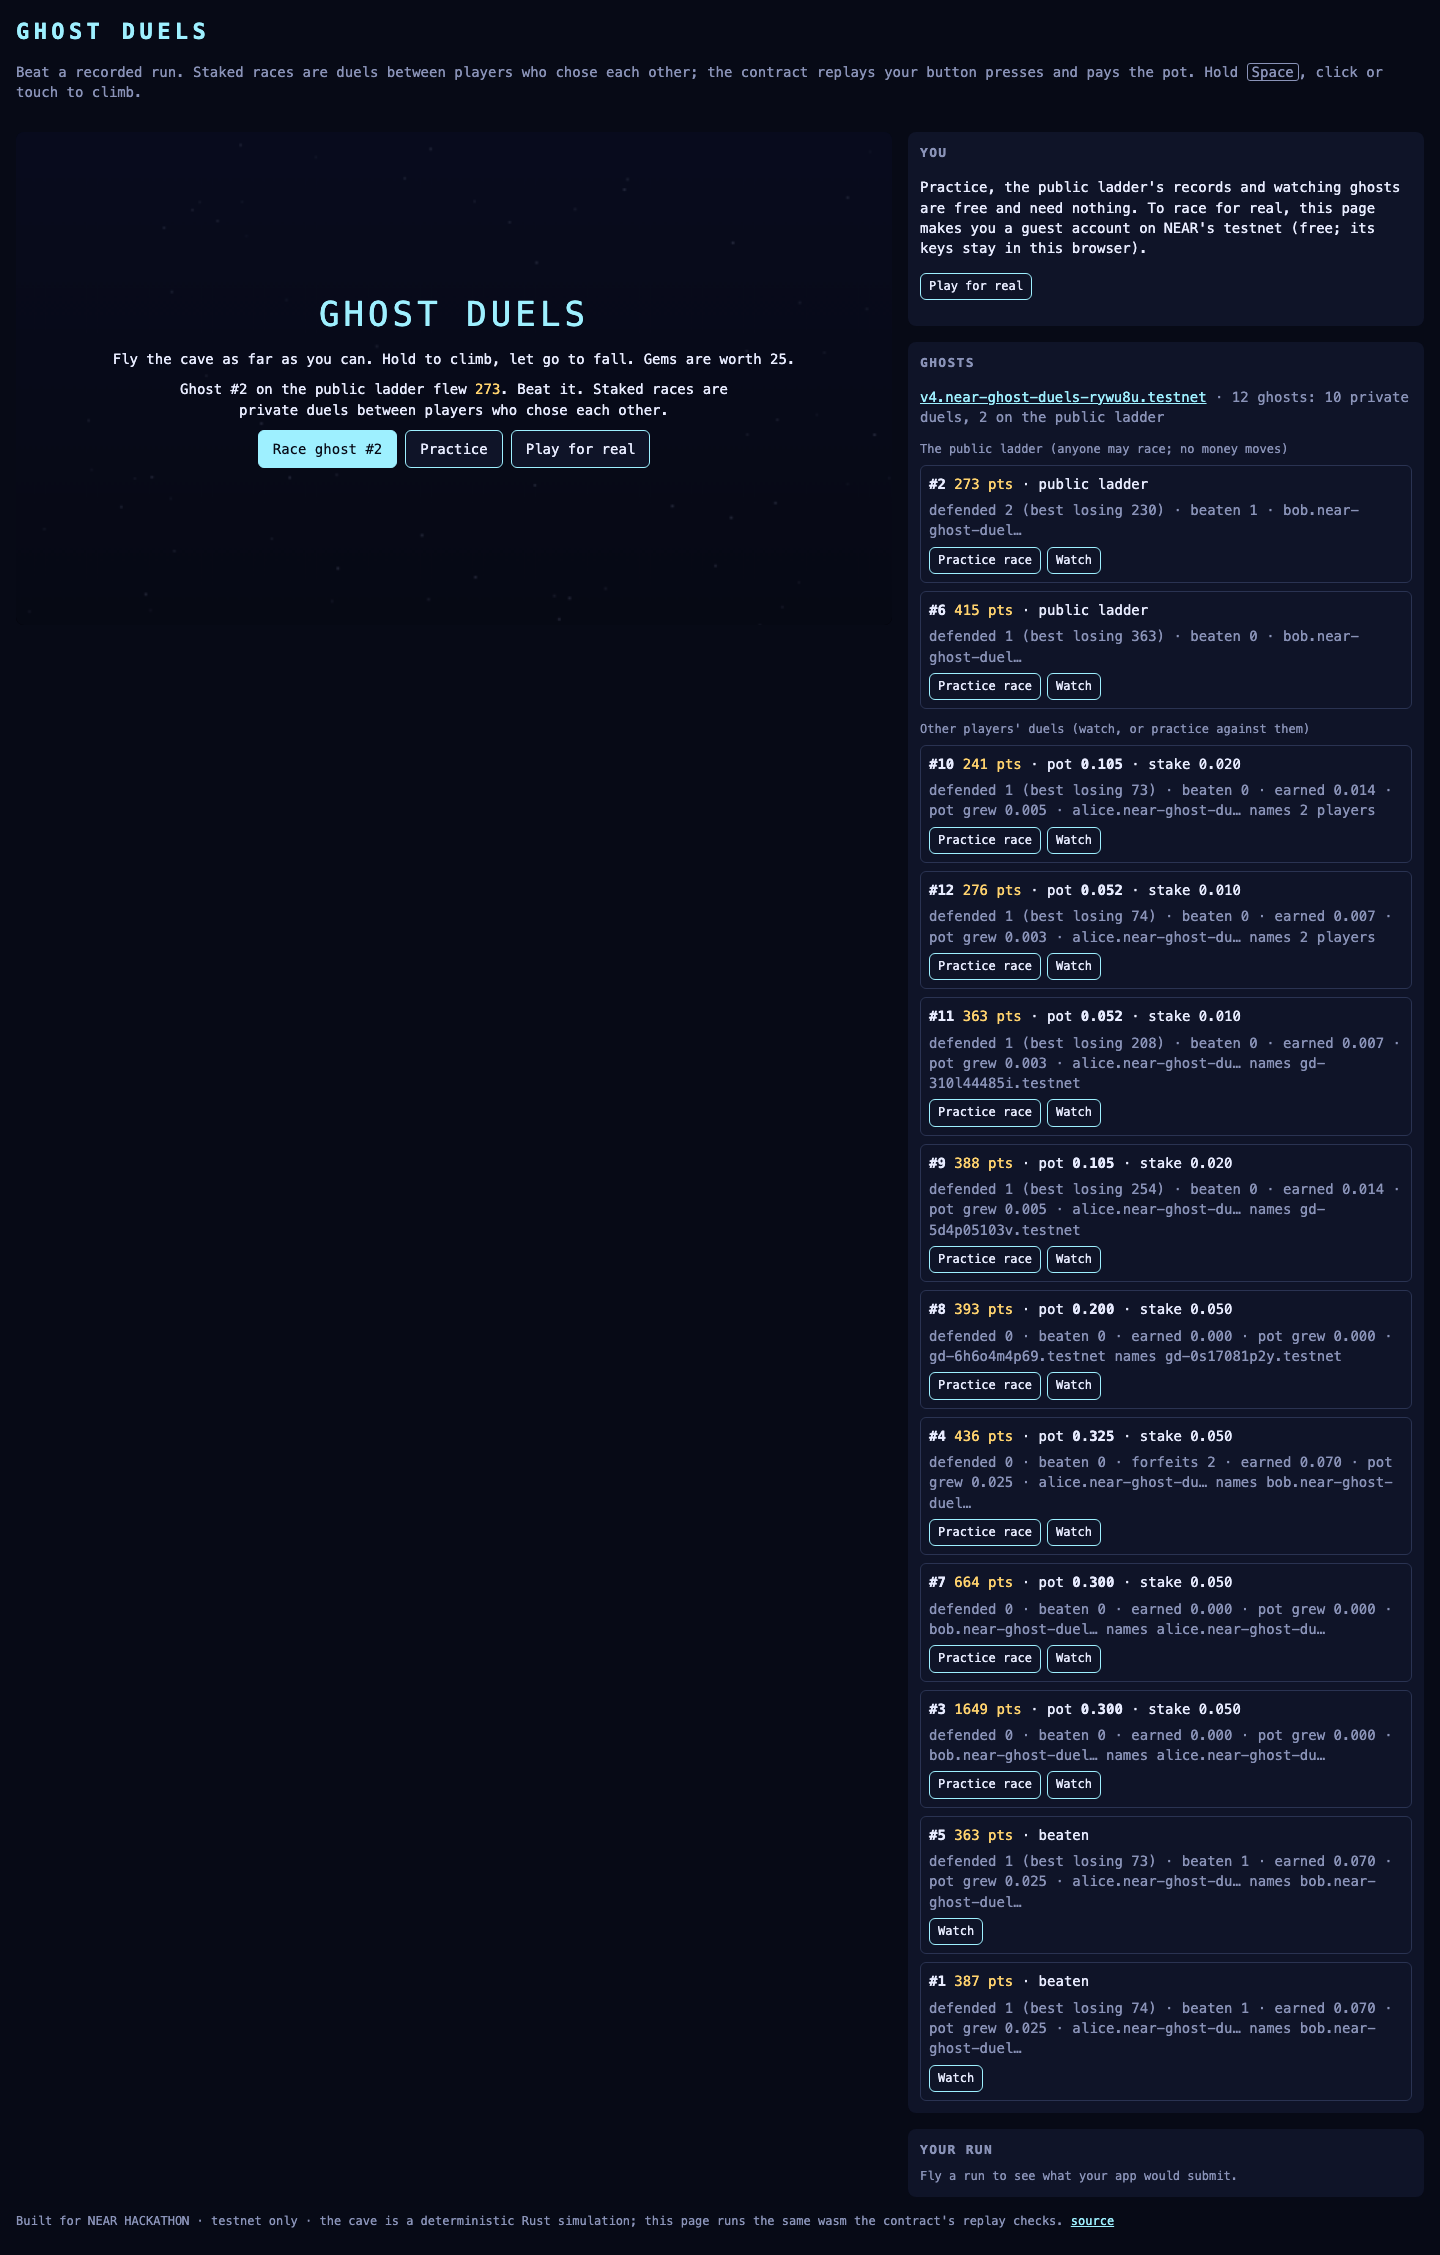 GHOST DUELS
Beat a recorded run. Staked races are duels between players who chose each other; the contract replays your button presses and pays the pot. Hold Space, click or
touch to climb.
GHOST DUELS
Fly the cave as far as you can. Hold to climb, let go to fall. Gems are worth 25.
Ghost #2 on the public ladder flew 273. Beat it. Staked races are
private duels between players who chose each other.
Race ghost #2 Practice Play for real
YOU
Practice, the public ladder's records and watching ghosts
are free and need nothing. To race for real, this page
makes you a guest account on NEAR's testnet (free; its
keys stay in this browser).
Play for real
GHOSTS
v4.near-ghost-duels-rywu8u.testnet · 12 ghosts: 10 private
duels, 2 on the public ladder
The public ladder (anyone may race; no money moves)
#2 273 pts · public ladder
defended 2 (best losing 230) · beaten 1 · bob.near-
ghost-duel…
Practice race Watch
#6 415 pts · public ladder
defended 1 (best losing 363) · beaten 0 · bob.near-
ghost-duel…
Practice race Watch
Other players' duels (watch, or practice against them)
#10 241 pts · pot 0.105 · stake 0.020
defended 1 (best losing 73) · beaten 0 · earned 0.014 ·
pot grew 0.005 · alice.near-ghost-du… names 2 players
Practice race Watch
#12 276 pts · pot 0.052 · stake 0.010
defended 1 (best losing 74) · beaten 0 · earned 0.007 ·
pot grew 0.003 · alice.near-ghost-du… names 2 players
Practice race Watch
#11 363 pts · pot 0.052 · stake 0.010
defended 1 (best losing 208) · beaten 0 · earned 0.007 ·
pot grew 0.003 · alice.near-ghost-du… names gd-
310l44485i.testnet
Practice race Watch
#9 388 pts · pot 0.105 · stake 0.020
defended 1 (best losing 254) · beaten 0 · earned 0.014 ·
pot grew 0.005 · alice.near-ghost-du… names gd-
5d4p05103v.testnet
Practice race Watch
#8 393 pts · pot 0.200 · stake 0.050
defended 0 · beaten 0 · earned 0.000 · pot grew 0.000 ·
gd-6h6o4m4p69.testnet names gd-0s17081p2y.testnet
Practice race Watch
#4 436 pts · pot 0.325 · stake 0.050
defended 0 · beaten 0 · forfeits 2 · earned 0.070 · pot
grew 0.025 · alice.near-ghost-du… names bob.near-ghost-
duel…
Practice race Watch
#7 664 pts · pot 0.300 · stake 0.050
defended 0 · beaten 0 · earned 0.000 · pot grew 0.000 ·
bob.near-ghost-duel… names alice.near-ghost-du…
Practice race Watch
#3 1649 pts · pot 0.300 · stake 0.050
defended 0 · beaten 0 · earned 0.000 · pot grew 0.000 ·
bob.near-ghost-duel… names alice.near-ghost-du…
Practice race Watch
#5 363 pts · beaten
defended 1 (best losing 73) · beaten 1 · earned 0.070 ·
pot grew 0.025 · alice.near-ghost-du… names bob.near-
ghost-duel…
Watch
#1 387 pts · beaten
defended 1 (best losing 74) · beaten 1 · earned 0.070 ·
pot grew 0.025 · alice.near-ghost-du… names bob.near-
ghost-duel…
Watch
YOUR RUN
Fly a run to see what your app would submit.
Built for NEAR HACKATHON · testnet only · the cave is a deterministic Rust simulation; this page runs the same wasm the contract's replay checks. source